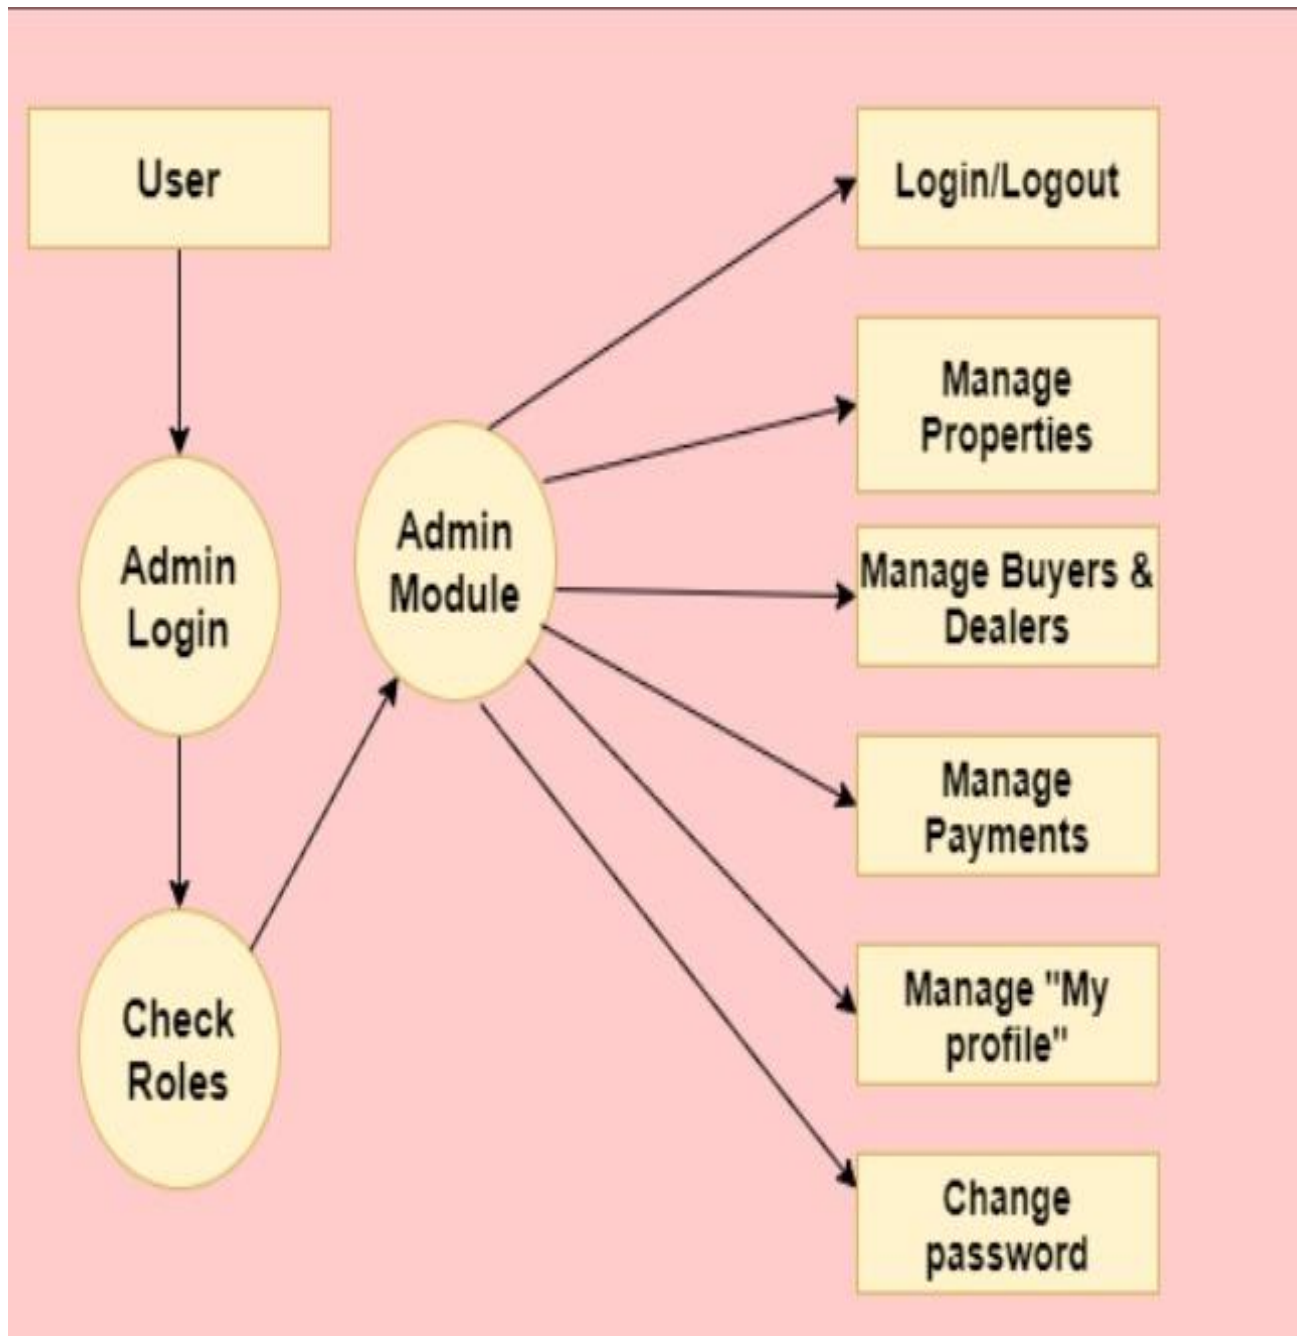 User
Admin
Login
Check
Roles
Admin
Module
Login/Logout
Manage
Properties
Manage Buyers &
Dealers
Manage
Payments
Manage "My
profile"
Change
password